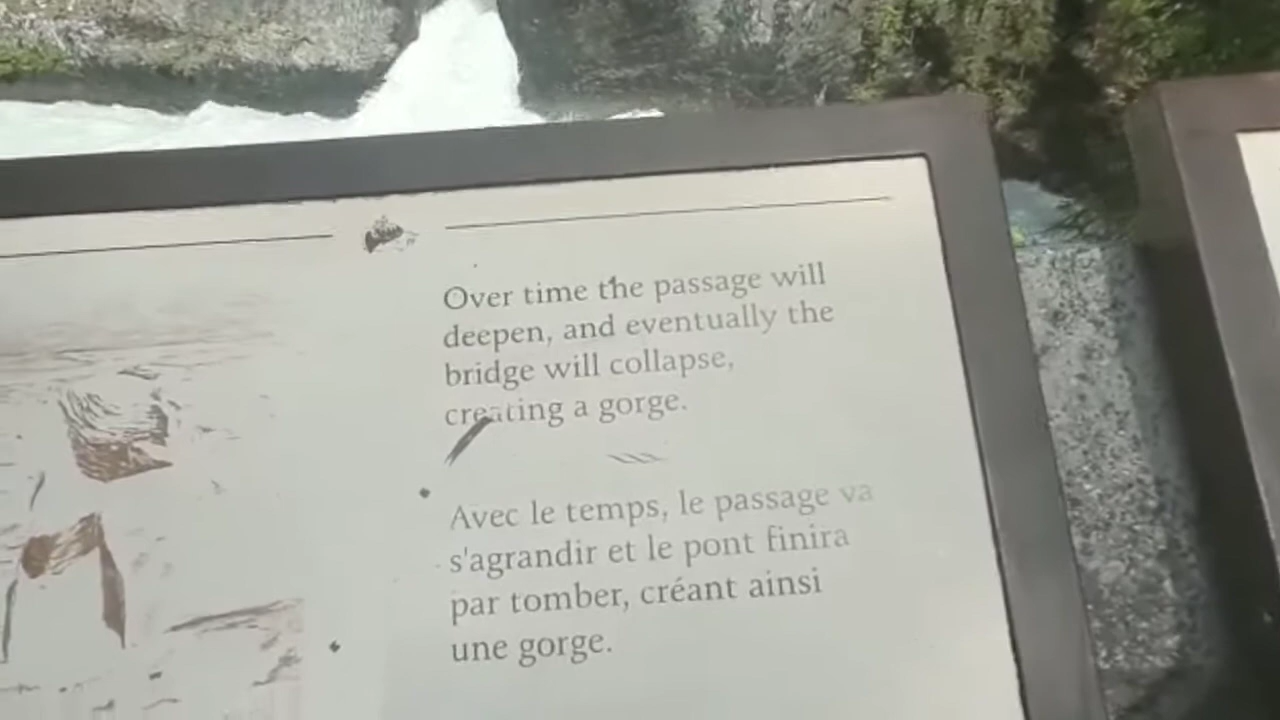 Over time the passage will
deepen, and eventually the
bridge will collapse,
creating a gorge.
Avec le temps, le passage va
s'agrandir et le pont finira
par tomber, créant ainsi
une gorge.